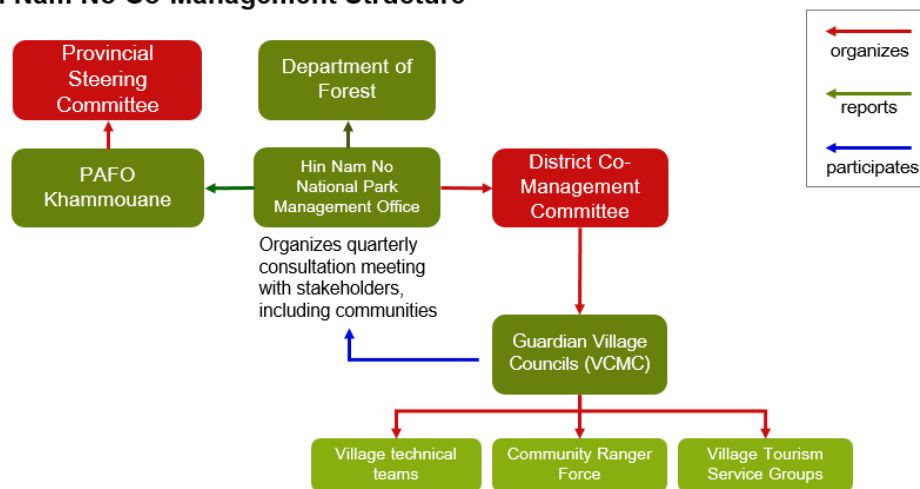 Nam No Co-Management Structure
Provincial
Steering
Committee
Department of
Forest
organizes
reports
participates
PAFO
Khammouane
Hin Nam No
National Park
Management Office
District Co-
Management
Committee
Organizes quarterly
consultation meeting
with stakeholders,
including communities
Guardian Village
Councils (VCMC)
Village technical
teams
Community Ranger
Force
Village Tourism
Service Groups